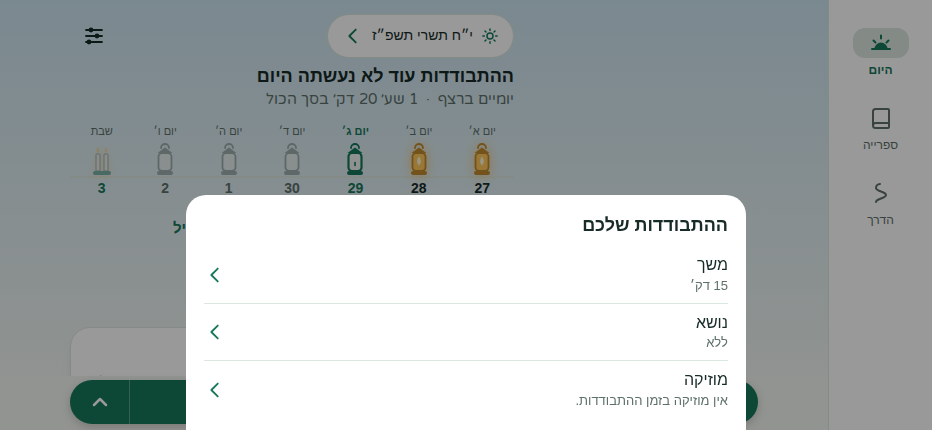 י״ח תשרי תשפ״ז
ההתבודדות עוד לא נעשתה היום
יומיים ברצף · 1 שע׳ 20 דק׳ בסך הכול
יום א׳ יום ב׳ יום ג׳ יום ד׳ יום ה׳ יום ו׳ שבת
27 28 29 30 1 2 3
היום
ספרייה
הדרך
ההתבודדות שלכם
משך
15 דק׳
נושא
ללא
מוזיקה
אין מוזיקה בזמן ההתבודדות.